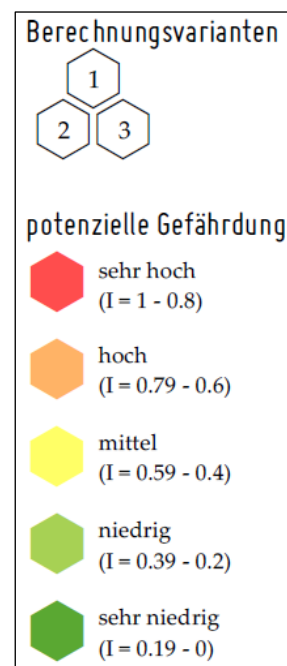 Berechnungsvarianten
1
2 3
potenzielle Gefährdung
sehr hoch
(I = 1 - 0.8)
hoch
(I = 0.79 - 0.6)
mittel
(I = 0.59 - 0.4)
niedrig
(I = 0.39 - 0.2)
sehr niedrig
(I = 0.19 - 0)